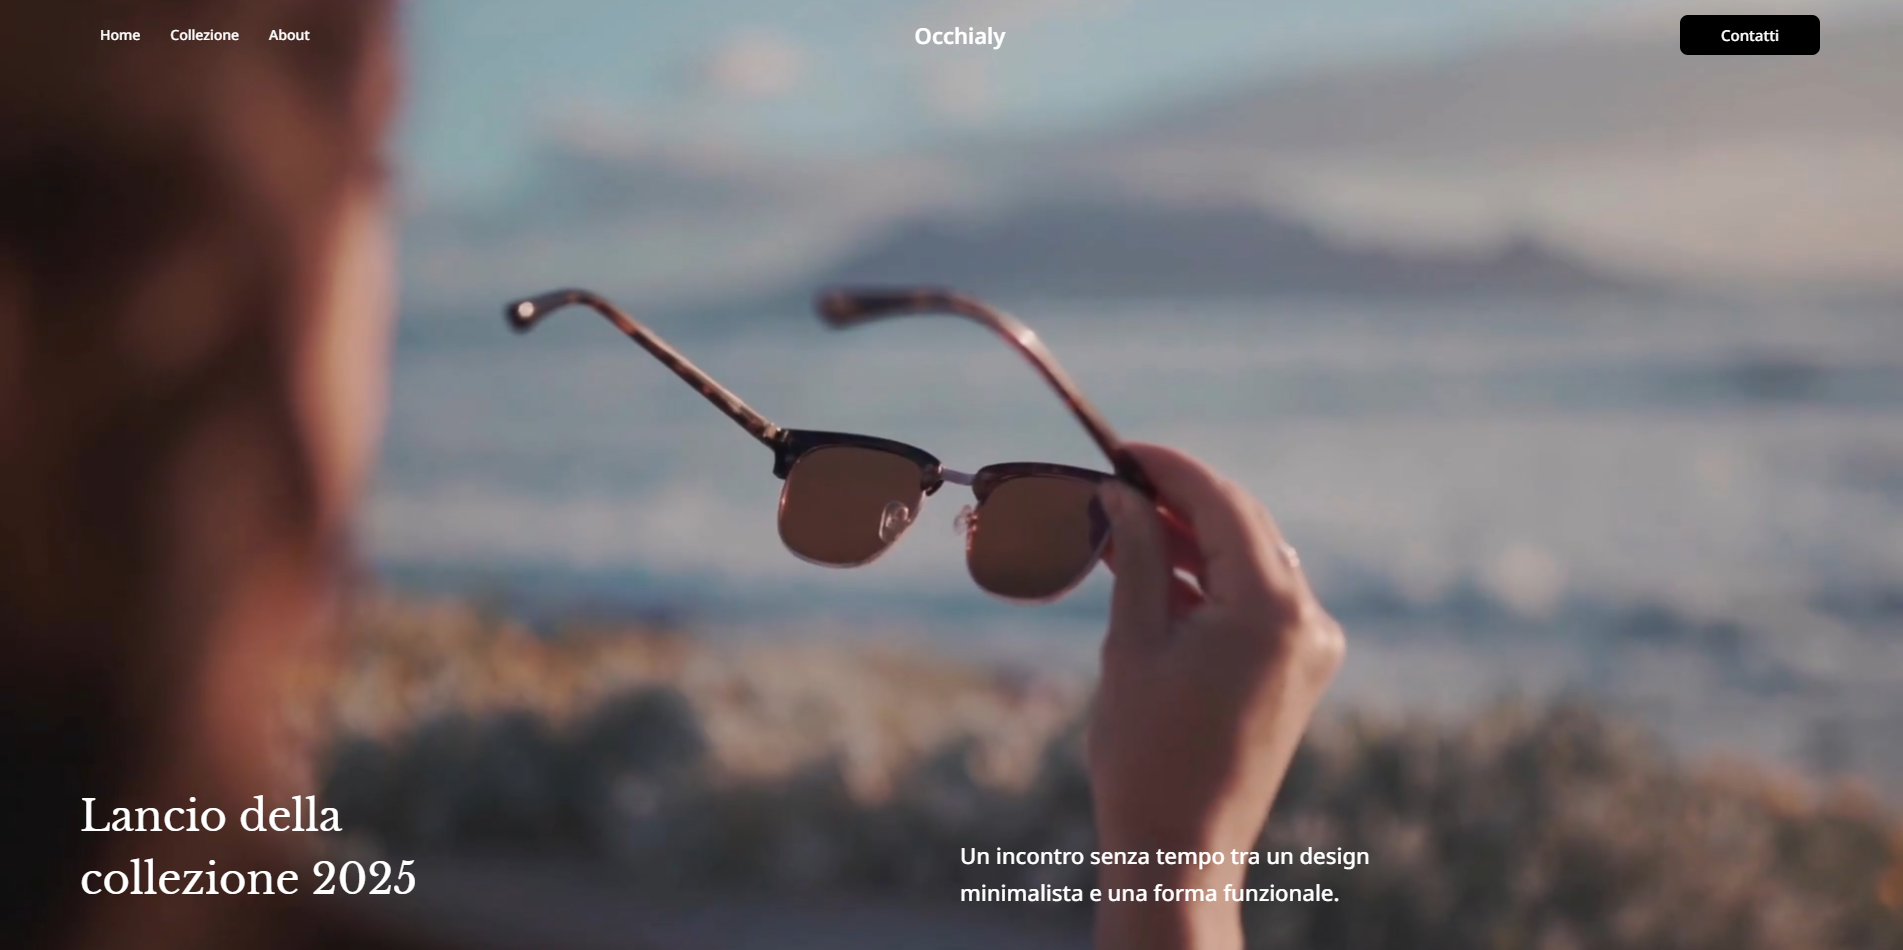 Home Collezione About Occhialy Contatti
Lancio della
collezione 2025
Un incontro senza tempo tra un design
minimalista e una forma funzionale.